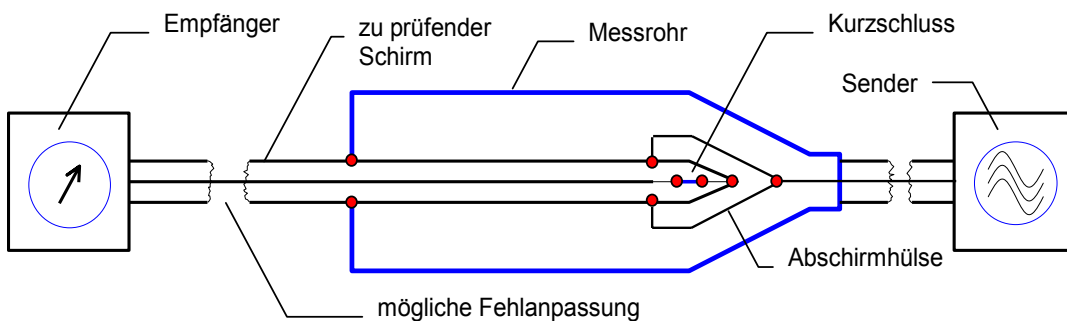 Empfänger
zu prüfender
Schirm
Messrohr
Kurzschluss
Sender
Abschirmhülse
mögliche Fehlanpassung